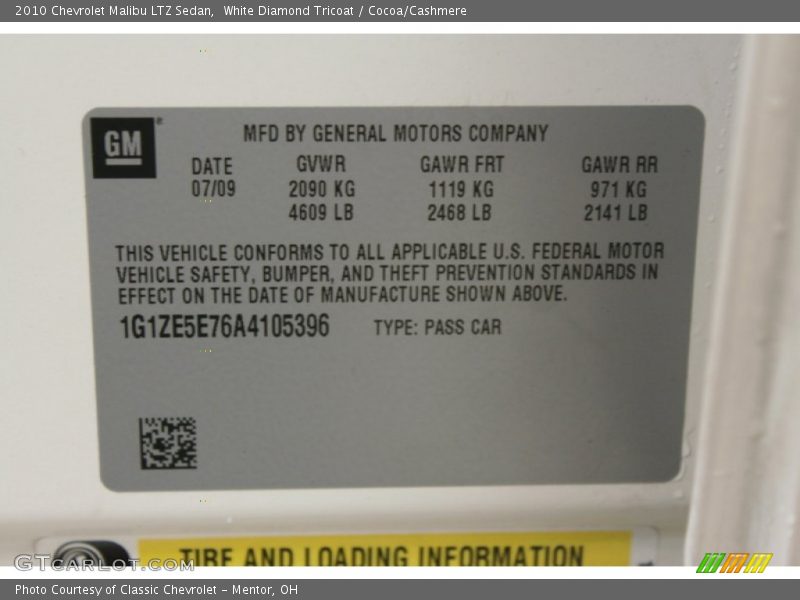 2010 Chevrolet Malibu LTZ Sedan,  White Diamond Tricoat / Cocoa/Cashmere
GM®
MFD BY GENERAL MOTORS COMPANY
DATE GVWR GAWR FRT GAWR RR
07/09 2090 KG 1119 KG 971 KG
4609 LB 2468 LB 2141 LB
THIS VEHICLE CONFORMS TO ALL APPLICABLE U.S. FEDERAL MOTOR
VEHICLE SAFETY, BUMPER, AND THEFT PREVENTION STANDARDS IN
EFFECT ON THE DATE OF MANUFACTURE SHOWN ABOVE.
1G1ZE5E76A4105396 TYPE: PASS CAR
TIRE AND LOADING INFORMATION
GTCARLOT.COM
Photo Courtesy of Classic Chevrolet – Mentor, OH